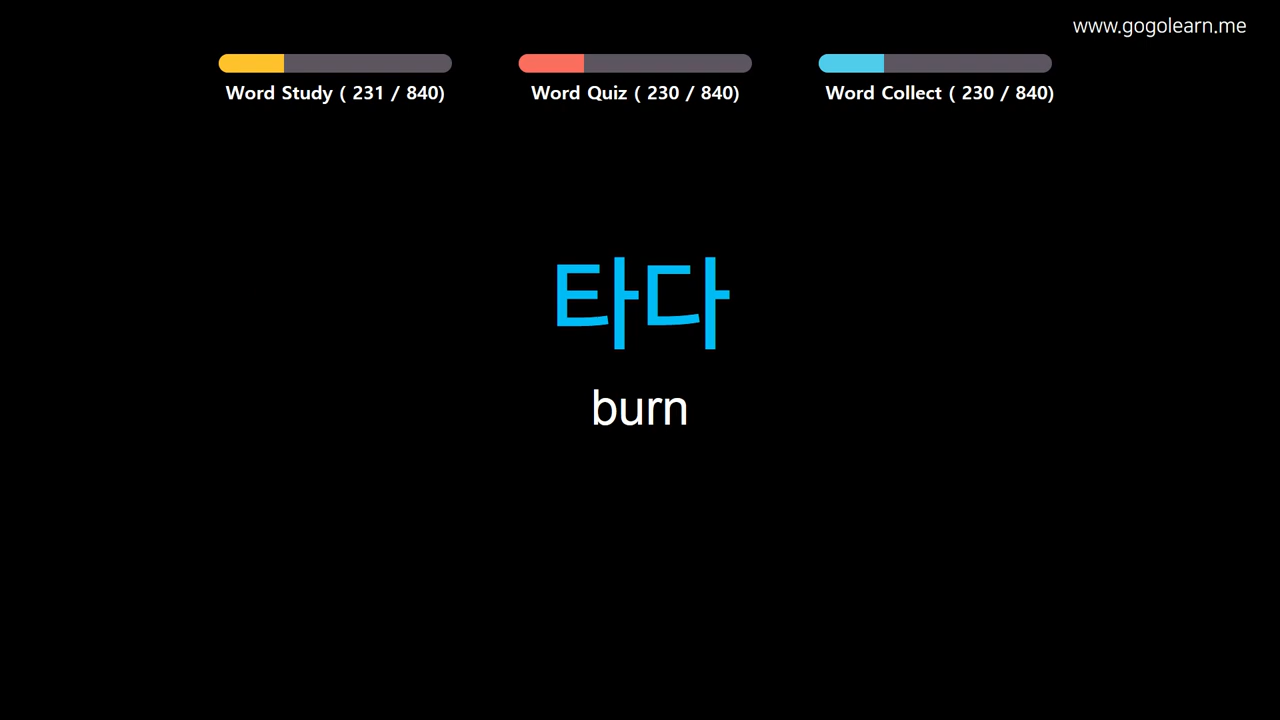 www.gogolearn.me
Word Study ( 231 / 840)
Word Quiz ( 230 / 840)
Word Collect ( 230 / 840)
타다
burn